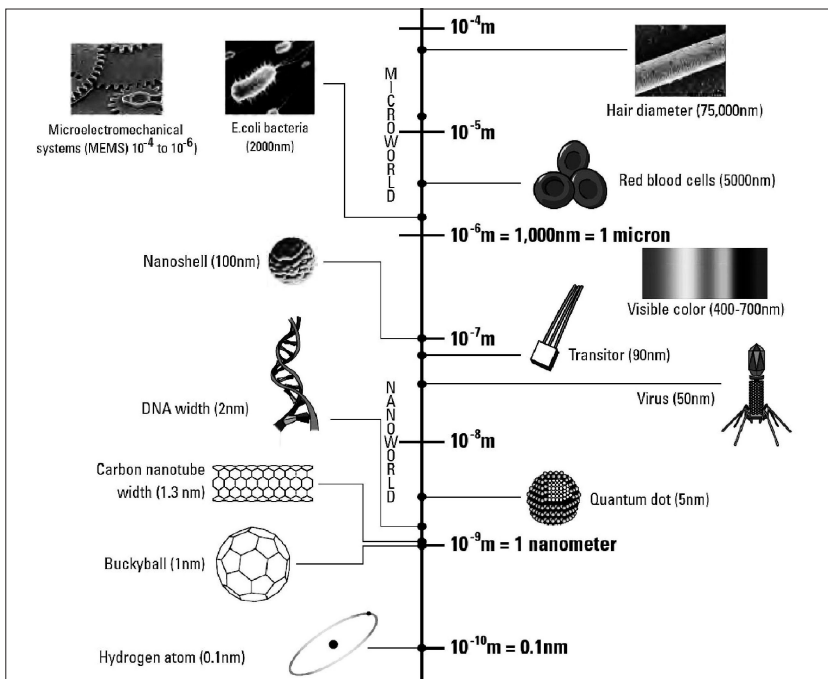 10⁻⁴m
Microelectromechanical
systems (MEMS) 10⁻⁴ to 10⁻⁶)
E.coli bacteria
(2000nm)
MICROWORLD
Hair diameter (75,000nm)
10⁻⁵m
Red blood cells (5000nm)
10⁻⁶m = 1,000nm = 1 micron
Nanoshell (100nm)
Visible color (400-700nm)
10⁻⁷m
Transitor (90nm)
Virus (50nm)
DNA width (2nm)
NANOWORLD
10⁻⁸m
Carbon nanotube
width (1.3 nm)
Quantum dot (5nm)
10⁻⁹m = 1 nanometer
Buckyball (1nm)
10⁻¹⁰m = 0.1nm
Hydrogen atom (0.1nm)